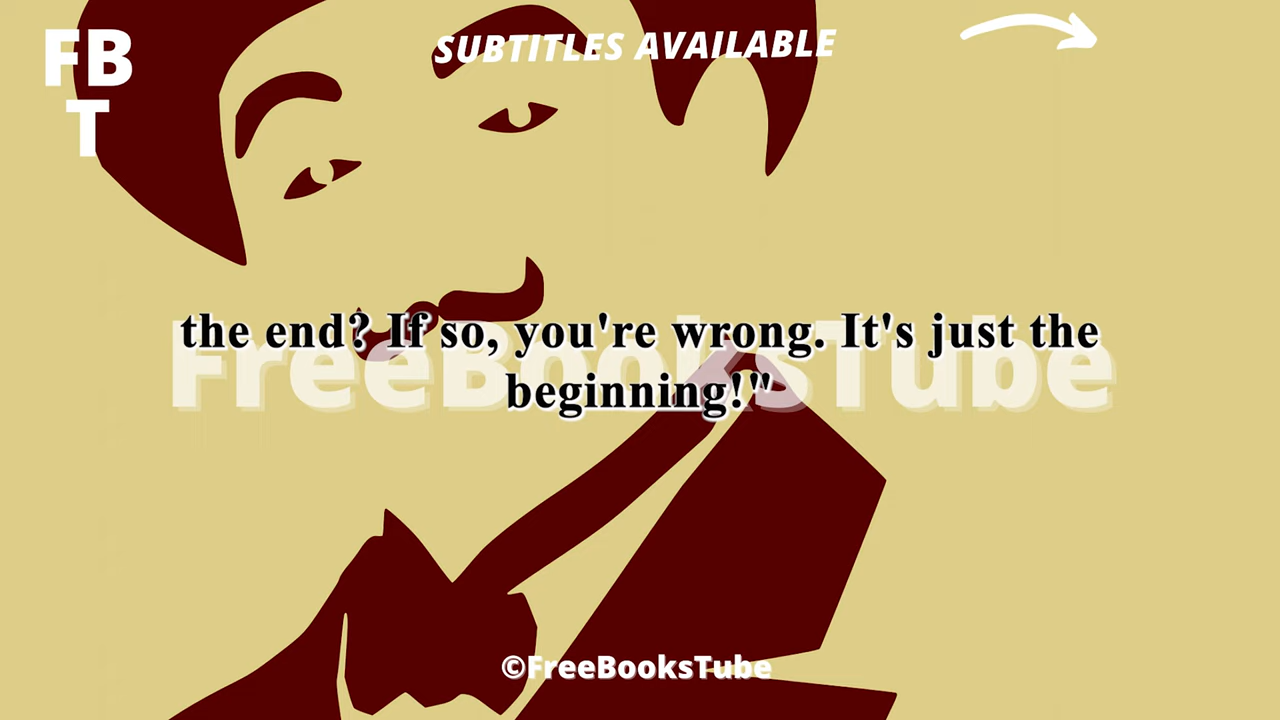 FB
T
SUBTITLES AVAILABLE
the end? If so, you're wrong. It's just the
beginning!"
FreeBooksTube
©FreeBooksTube